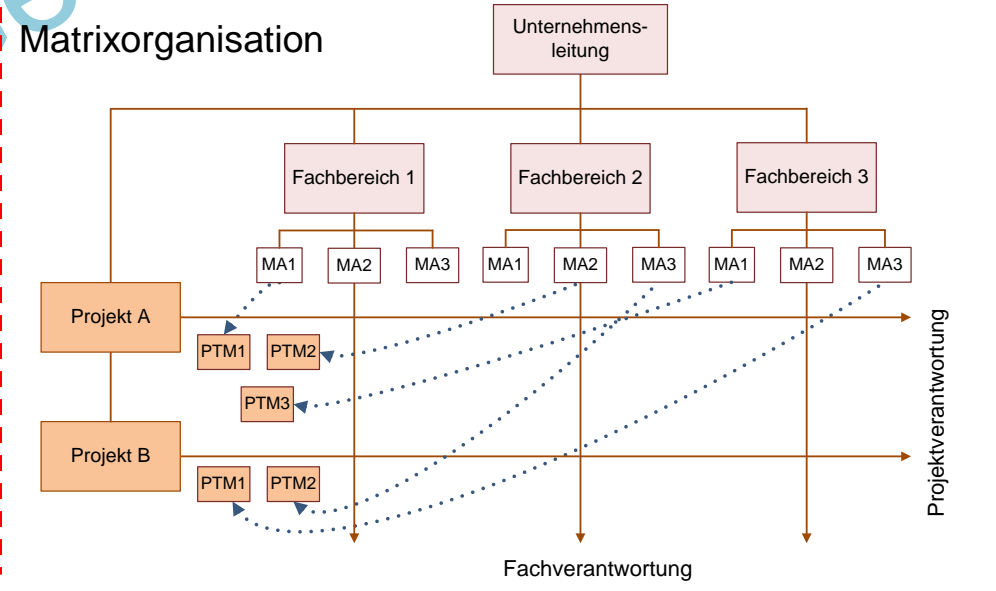 Matrixorganisation
Unternehmens-
leitung
Fachbereich 1
Fachbereich 2
Fachbereich 3
MA1
MA2
MA3
MA1
MA2
MA3
MA1
MA2
MA3
Projekt A
PTM1
PTM2
PTM3
Projekt B
PTM1
PTM2
Projektverantwortung
Fachverantwortung